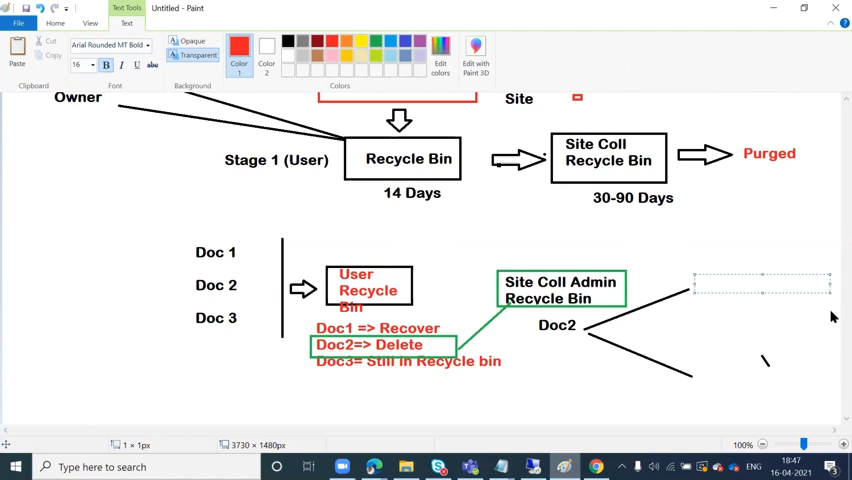 Text Tools
Untitled - Paint
File
Home
View
Text
Paste
Cut
Copy
Clipboard
Arial Rounded MT Bold
16
B
I
U
abc
Font
Opaque
Transparent
Background
Color
1
Color
2
Edit
colors
Edit with
Paint 3D
Colors
Owner
Site
Stage 1 (User)
Recycle Bin
14 Days
Site Coll
Recycle Bin
30-90 Days
Purged
Doc 1
Doc 2
Doc 3
User
Recycle
Bin
Doc1 => Recover
Doc2=> Delete
Doc3= Still in Recycle bin
Site Coll Admin
Recycle Bin
Doc2
1 × 1px
3730 × 1480px
100%
Type here to search
ENG
18:47
16-04-2021
3